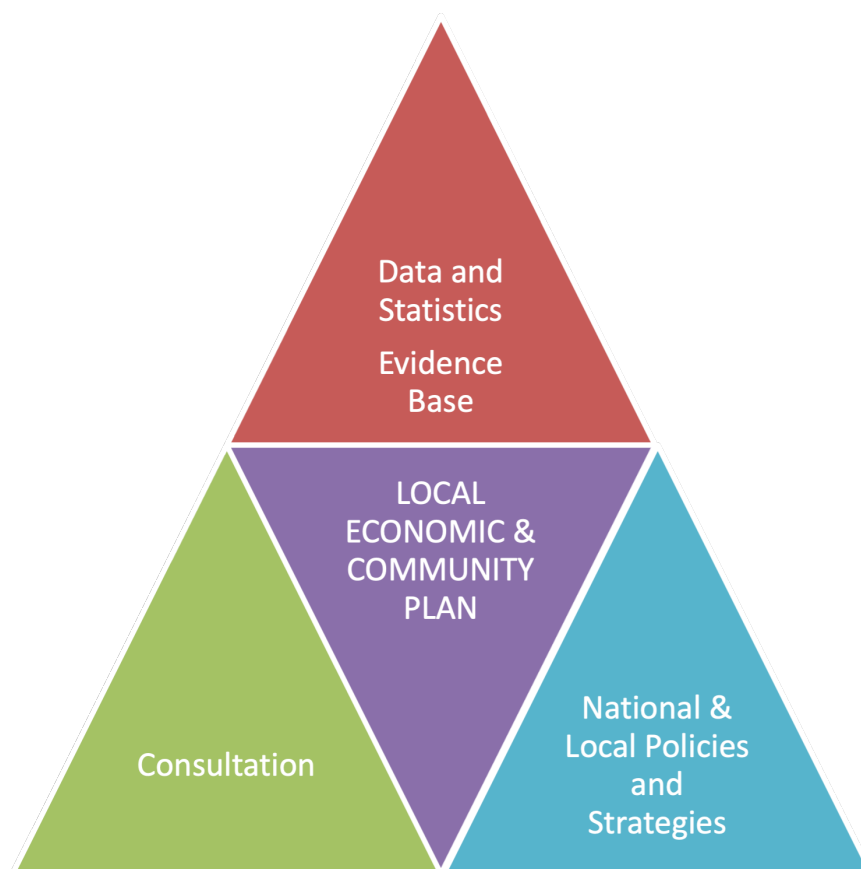 Data and
Statistics
Evidence
Base
LOCAL
ECONOMIC &
COMMUNITY
PLAN
Consultation
National &
Local Policies
and
Strategies